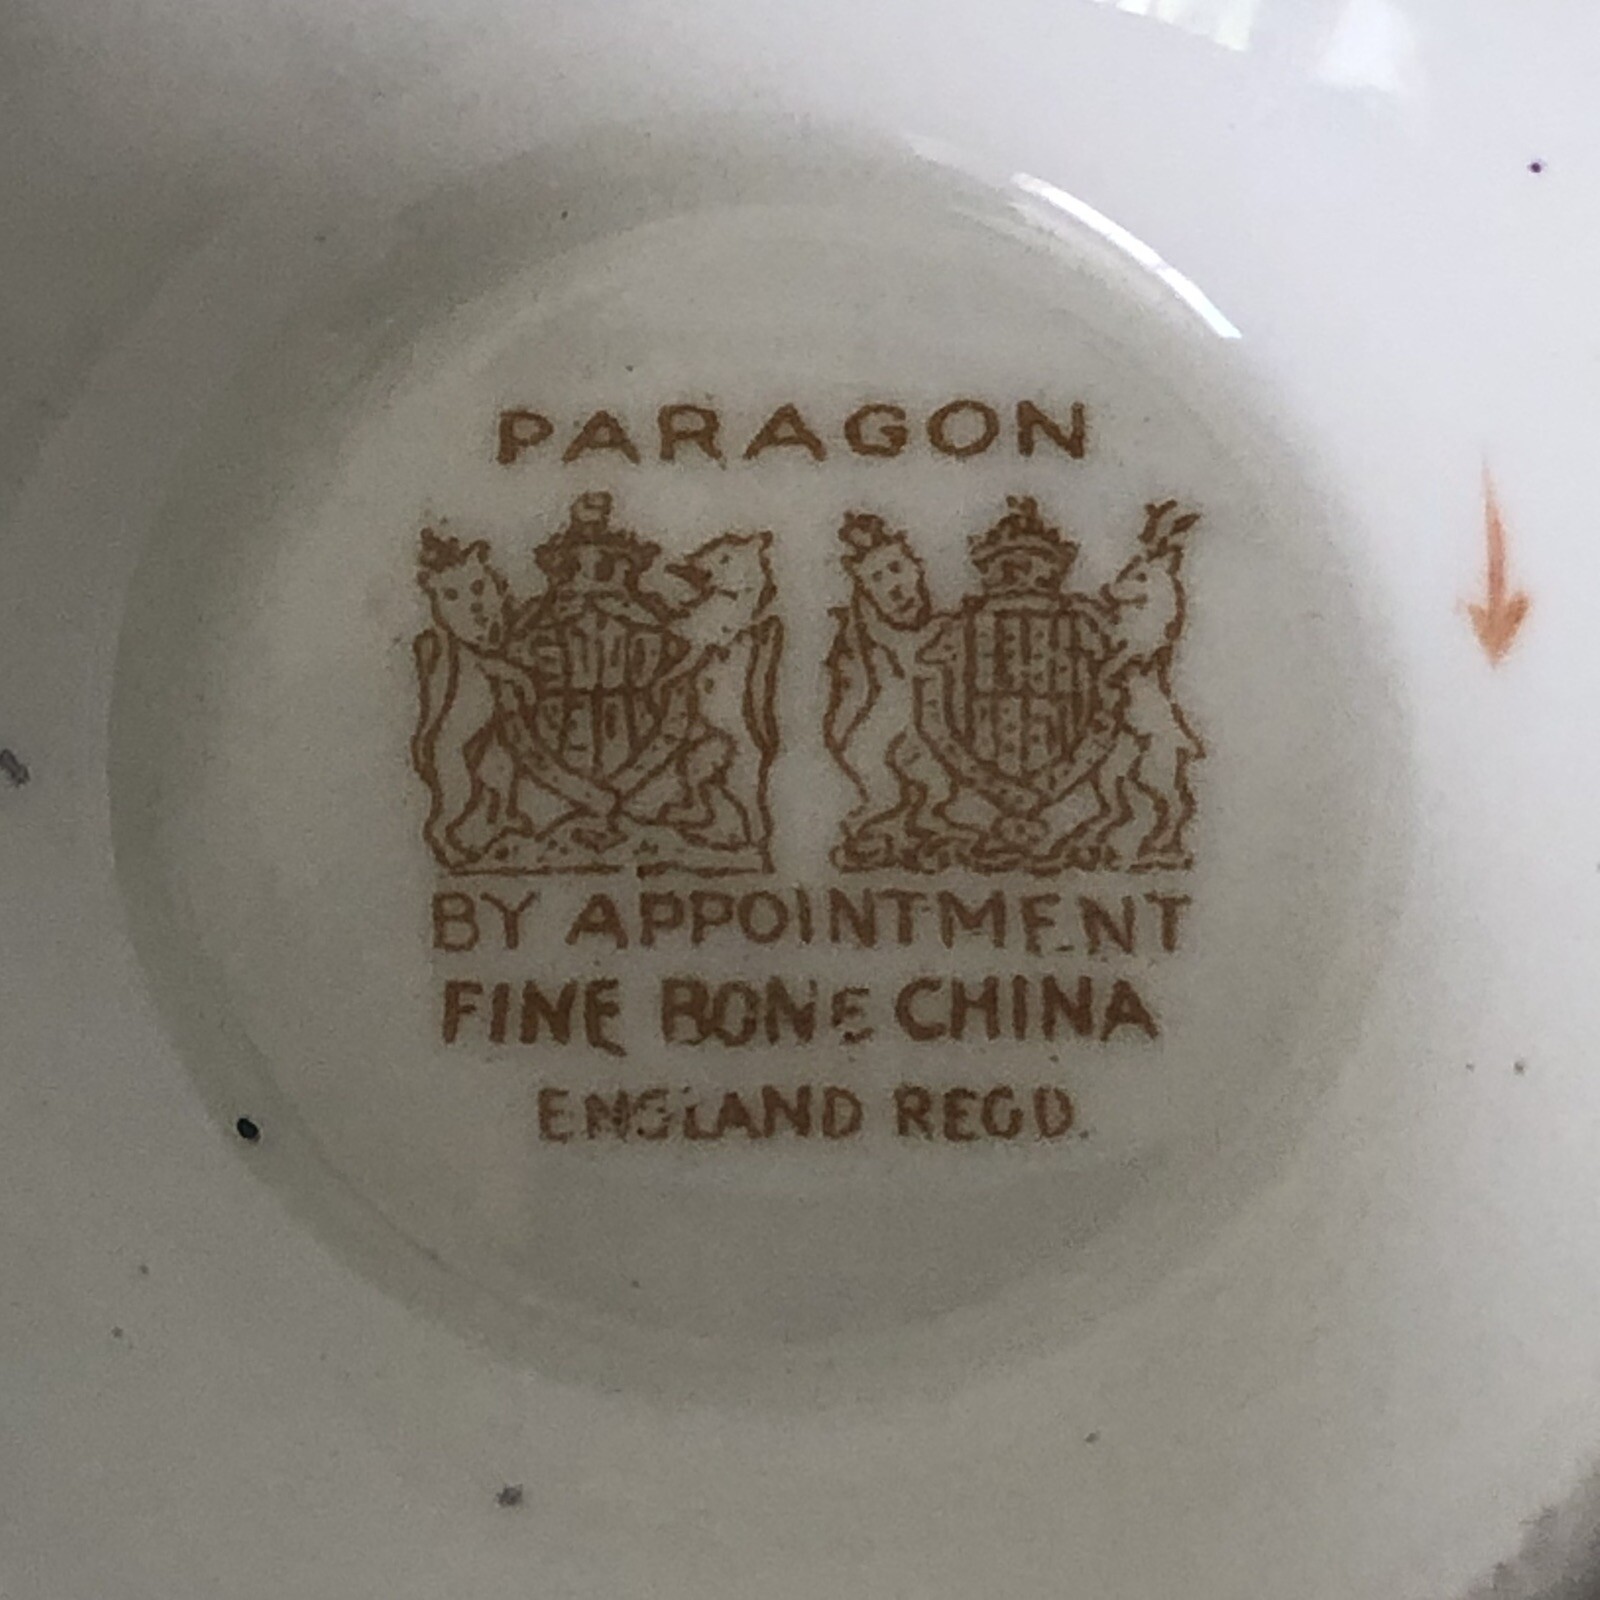 PARAGON
BY APPOINTMENT
FINE BONE CHINA
ENGLAND REGD.